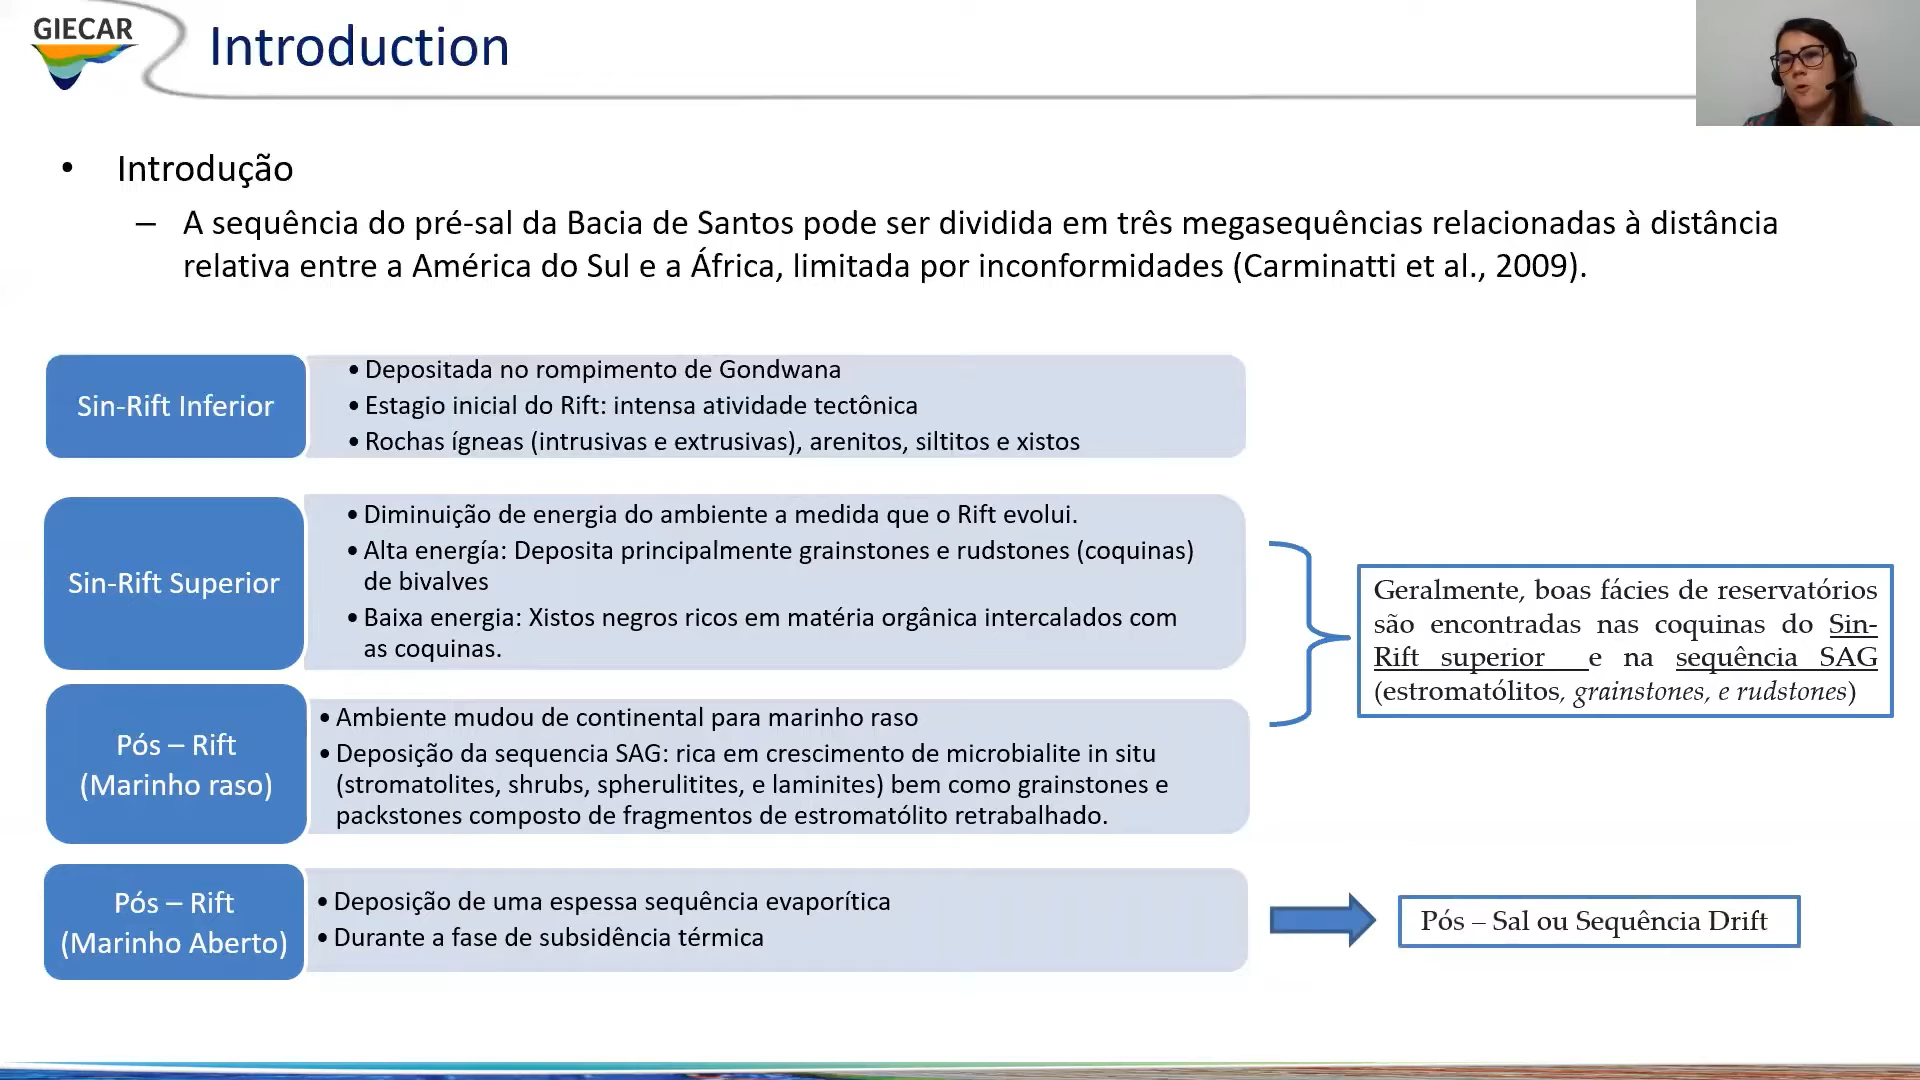 GIECAR
Introduction
• Introdução
– A sequência do pré-sal da Bacia de Santos pode ser dividida em três megasequências relacionadas à distância
relativa entre a América do Sul e a África, limitada por inconformidades (Carminatti et al., 2009).
Sin-Rift Inferior
• Depositada no rompimento de Gondwana
• Estagio inicial do Rift: intensa atividade tectônica
• Rochas ígneas (intrusivas e extrusivas), arenitos, siltitos e xistos
Sin-Rift Superior
• Diminuição de energia do ambiente a medida que o Rift evolui.
• Alta energía: Deposita principalmente grainstones e rudstones (coquinas)
de bivalves
• Baixa energia: Xistos negros ricos em matéria orgânica intercalados com
as coquinas.
Pós – Rift
(Marinho raso)
• Ambiente mudou de continental para marinho raso
• Deposição da sequencia SAG: rica em crescimento de microbialite in situ
(stromatolites, shrubs, spherulitites, e laminites) bem como grainstones e
packstones composto de fragmentos de estromatólito retrabalhado.
Geralmente, boas fácies de reservatórios
são encontradas nas coquinas do Sin-
Rift superior e na sequência SAG
(estromatólitos, grainstones, e rudstones)
Pós – Rift
(Marinho Aberto)
• Deposição de uma espessa sequência evaporítica
• Durante a fase de subsidência térmica
Pós – Sal ou Sequência Drift